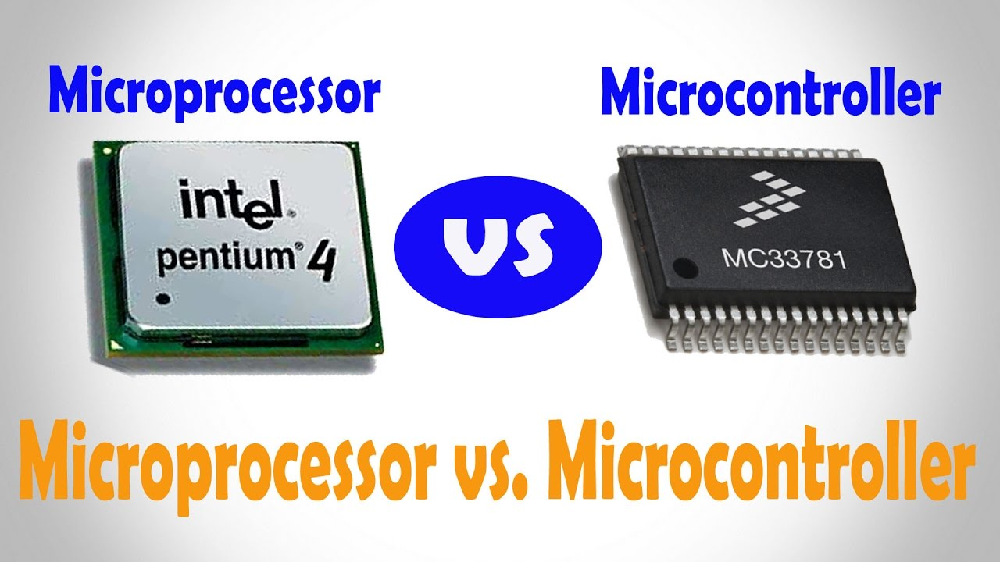 Microprocessor
Microcontroller
intel®
pentium® 4
vs
MC33781
Microprocessor vs. Microcontroller